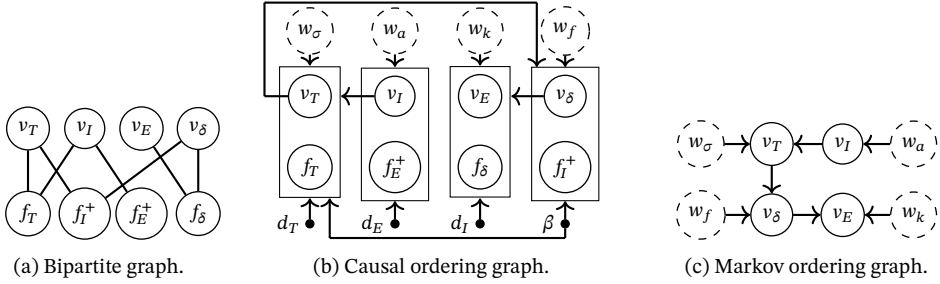 w_σ w_a w_k w_f
v_T v_I v_E v_δ
f_T f_E^+ f_δ f_I^+
d_T d_E d_I β
v_T v_I v_E v_δ
f_T f_I^+ f_E^+ f_δ
w_σ v_T v_I w_a
w_f v_δ v_E w_k
(a) Bipartite graph.
(b) Causal ordering graph.
(c) Markov ordering graph.